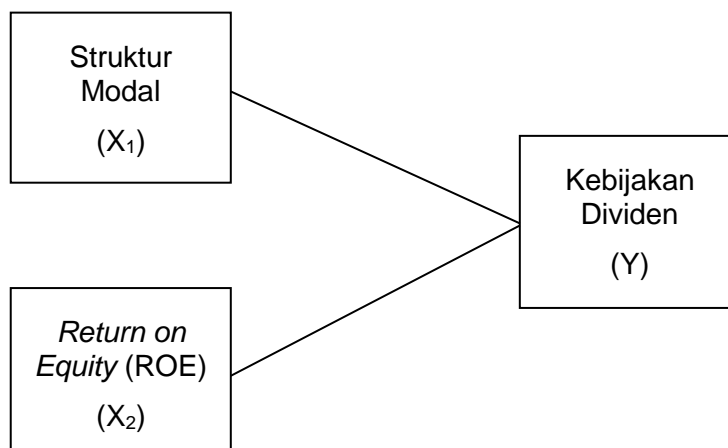 Struktur
Modal
(X₁)
Kebijakan
Dividen
(Y)
Return on
Equity (ROE)
(X₂)